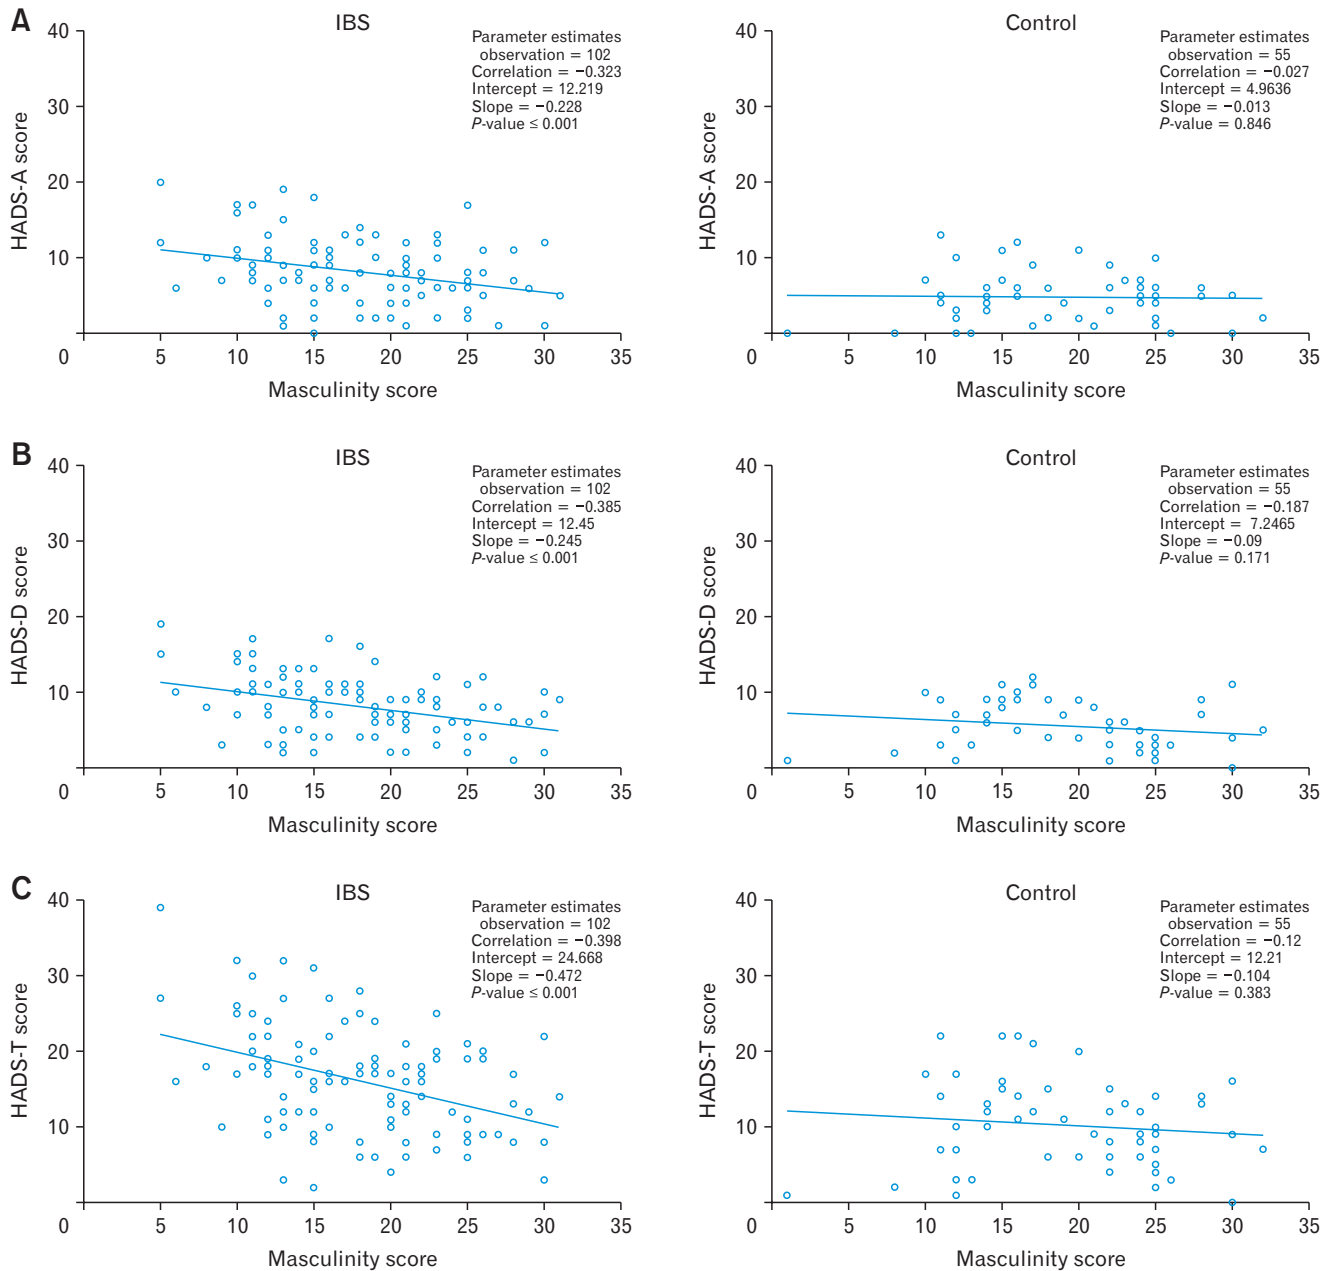 A
IBS
Parameter estimates
observation = 102
Correlation = −0.323
Intercept = 12.219
Slope = −0.228
P-value ≤ 0.001
HADS-A score
40
30
20
10
0
5
10
15
20
25
30
35
Masculinity score
Control
Parameter estimates
observation = 55
Correlation = −0.027
Intercept = 4.9636
Slope = −0.013
P-value = 0.846
HADS-A score
40
30
20
10
0
5
10
15
20
25
30
35
Masculinity score
B
IBS
Parameter estimates
observation = 102
Correlation = −0.385
Intercept = 12.45
Slope = −0.245
P-value ≤ 0.001
HADS-D score
40
30
20
10
0
5
10
15
20
25
30
35
Masculinity score
Control
Parameter estimates
observation = 55
Correlation = −0.187
Intercept = 7.2465
Slope = −0.09
P-value = 0.171
HADS-D score
40
30
20
10
0
5
10
15
20
25
30
35
Masculinity score
C
IBS
Parameter estimates
observation = 102
Correlation = −0.398
Intercept = 24.668
Slope = −0.472
P-value ≤ 0.001
HADS-T score
40
30
20
10
0
5
10
15
20
25
30
35
Masculinity score
Control
Parameter estimates
observation = 55
Correlation = −0.12
Intercept = 12.21
Slope = −0.104
P-value = 0.383
HADS-T score
40
30
20
10
0
5
10
15
20
25
30
35
Masculinity score